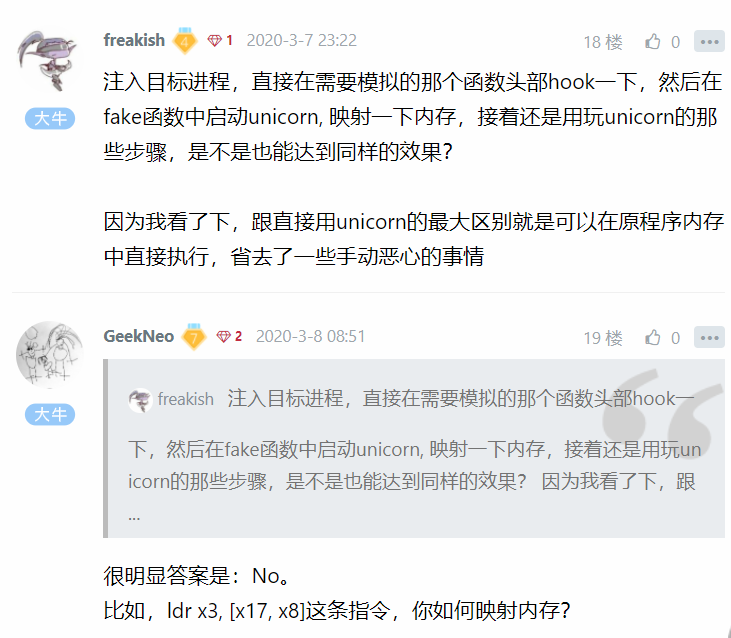 freakish 4 1 2020-3-7 23:22 18 楼 0
大牛
注入目标进程，直接在需要模拟的那个函数头部hook一下，然后在
fake函数中启动unicorn, 映射一下内存，接着还是用玩unicorn的那
些步骤，是不是也能达到同样的效果？
因为我看了下，跟直接用unicorn的最大区别就是可以在原程序内存
中直接执行，省去了一些手动恶心的事情
GeekNeo 7 2 2020-3-8 08:51 19 楼 0
大牛
freakish 注入目标进程，直接在需要模拟的那个函数头部hook一
下，然后在fake函数中启动unicorn, 映射一下内存，接着还是用玩un
icorn的那些步骤，是不是也能达到同样的效果？ 因为我看了下，跟
...
很明显答案是：No。
比如，ldr x3, [x17, x8]这条指令，你如何映射内存？